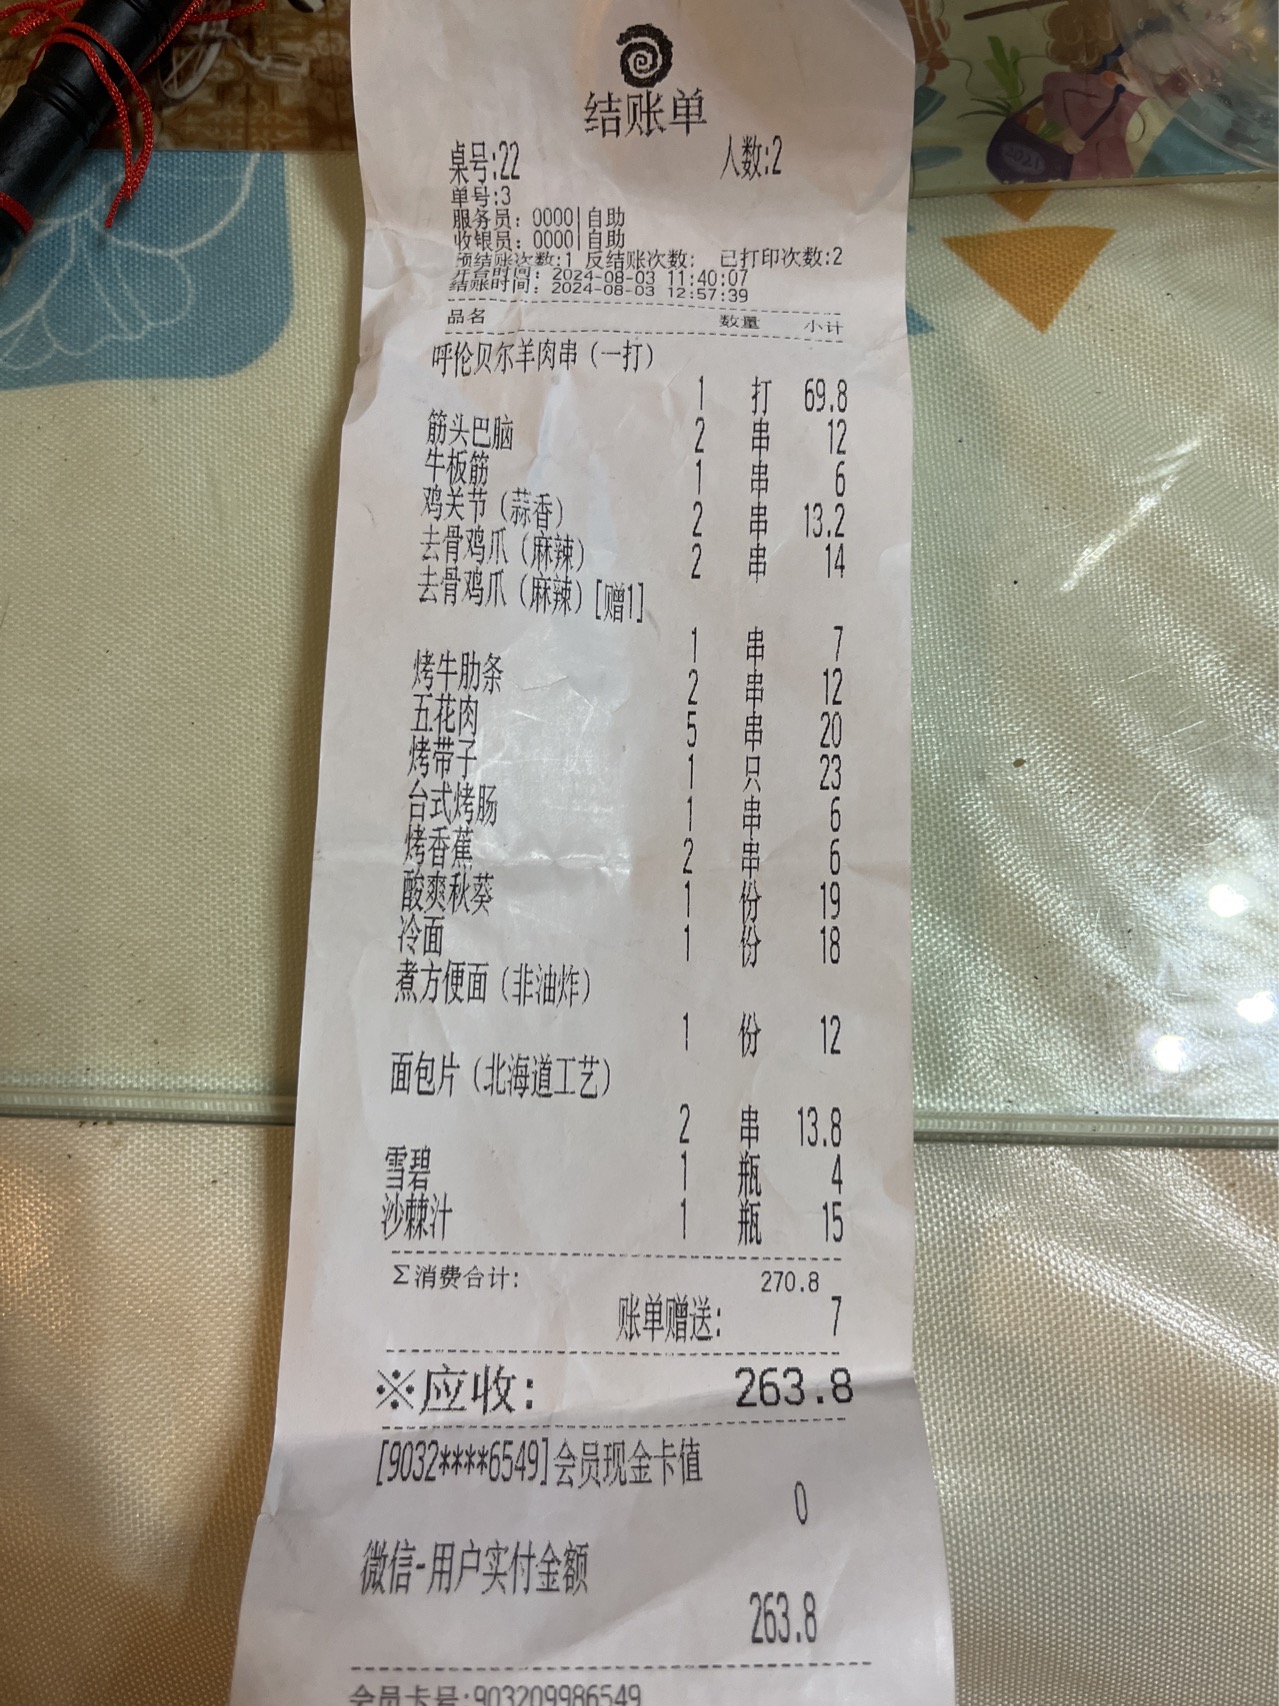 结账单
桌号:22 人数:2
单号:3
服务员: 0000|自助
收银员: 0000|自助
预结账次数:1 反结账次数: 已打印次数:2
开台时间: 2024-08-03 11:40:07
结账时间: 2024-08-03 12:57:39
品名 数量 小计
呼伦贝尔羊肉串(一打)
1 打 69.8
筋头巴脑 2 串 12
牛板筋 1 串 6
鸡关节(蒜香) 2 串 13.2
去骨鸡爪(麻辣) 2 串 14
去骨鸡爪(麻辣)[赠1]
1 串 7
烤牛肋条 2 串 12
五花肉 5 串 20
烤带子 1 只 23
台式烤肠 1 串 6
烤香蕉 2 串 6
酸爽秋葵 1 份 19
冷面 1 份 18
煮方便面(非油炸)
1 份 12
面包片(北海道工艺)
2 串 13.8
雪碧 1 瓶 4
沙棘汁 1 瓶 15
Σ消费合计: 270.8
账单赠送: 7
※应收: 263.8
[9032****6549]会员现金卡值
0
微信-用户实付金额
263.8
会员卡号:903209986549